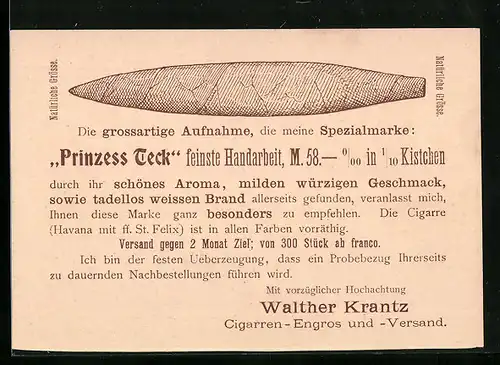 Natürliche Grösse.
Natürliche Grösse.
Die grossartige Aufnahme, die meine Spezialmarke:
„Prinzess Teck“ feinste Handarbeit, M. 58.— 0/00 in 1/10 Kistchen
durch ihr schönes Aroma, milden würzigen Geschmack,
sowie tadellos weissen Brand allerseits gefunden, veranlasst mich,
Ihnen diese Marke ganz besonders zu empfehlen. Die Cigarre
(Havana mit ff. St. Felix) ist in allen Farben vorräthig.
Versand gegen 2 Monat Ziel; von 300 Stück ab franco.
Ich bin der festen Ueberzeugung, dass ein Probebezug Ihrerseits
zu dauernden Nachbestellungen führen wird.
Mit vorzüglicher Hochachtung
Walther Krantz
Cigarren-Engros und -Versand.